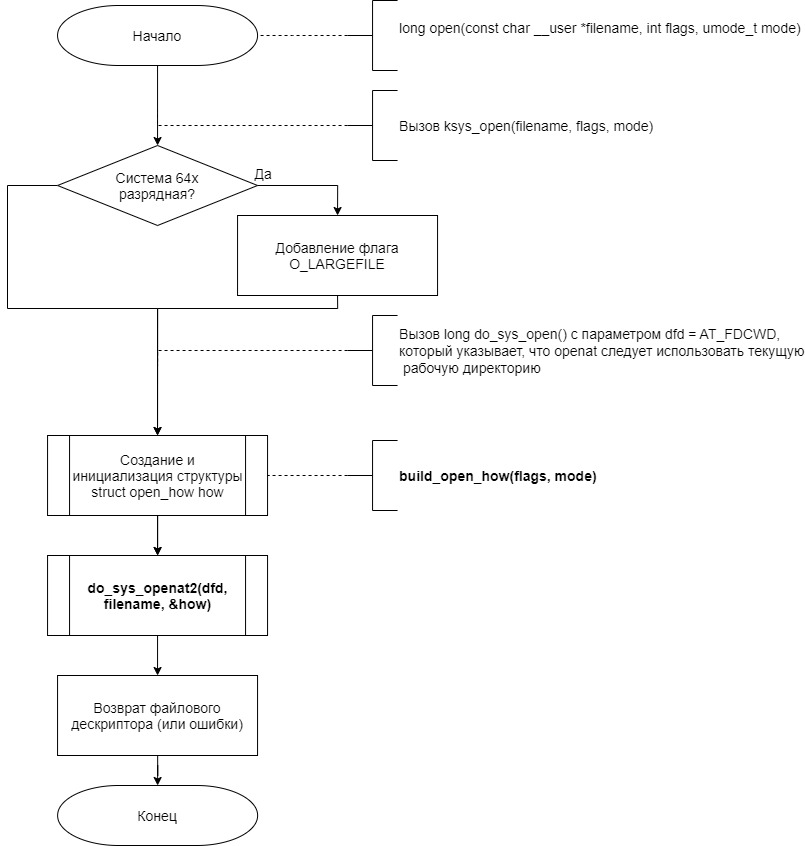 Начало
long open(const char __user *filename, int flags, umode_t mode)
Вызов ksys_open(filename, flags, mode)
Система 64х
разрядная?
Да
Добавление флага
O_LARGEFILE
Вызов long do_sys_open() с параметром dfd = AT_FDCWD,
который указывает, что openat следует использовать текущую
рабочую директорию
Создание и
инициализация структуры
struct open_how how
build_open_how(flags, mode)
do_sys_openat2(dfd,
filename, &how)
Возврат файлового
дескриптора (или ошибки)
Конец